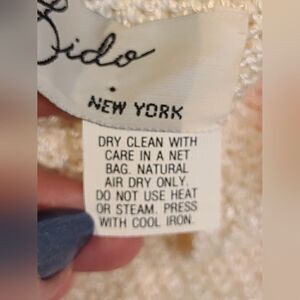 Lido
NEW YORK
DRY CLEAN WITH
CARE IN A NET
BAG. NATURAL
AIR DRY ONLY.
DO NOT USE HEAT
OR STEAM. PRESS
WITH COOL IRON.